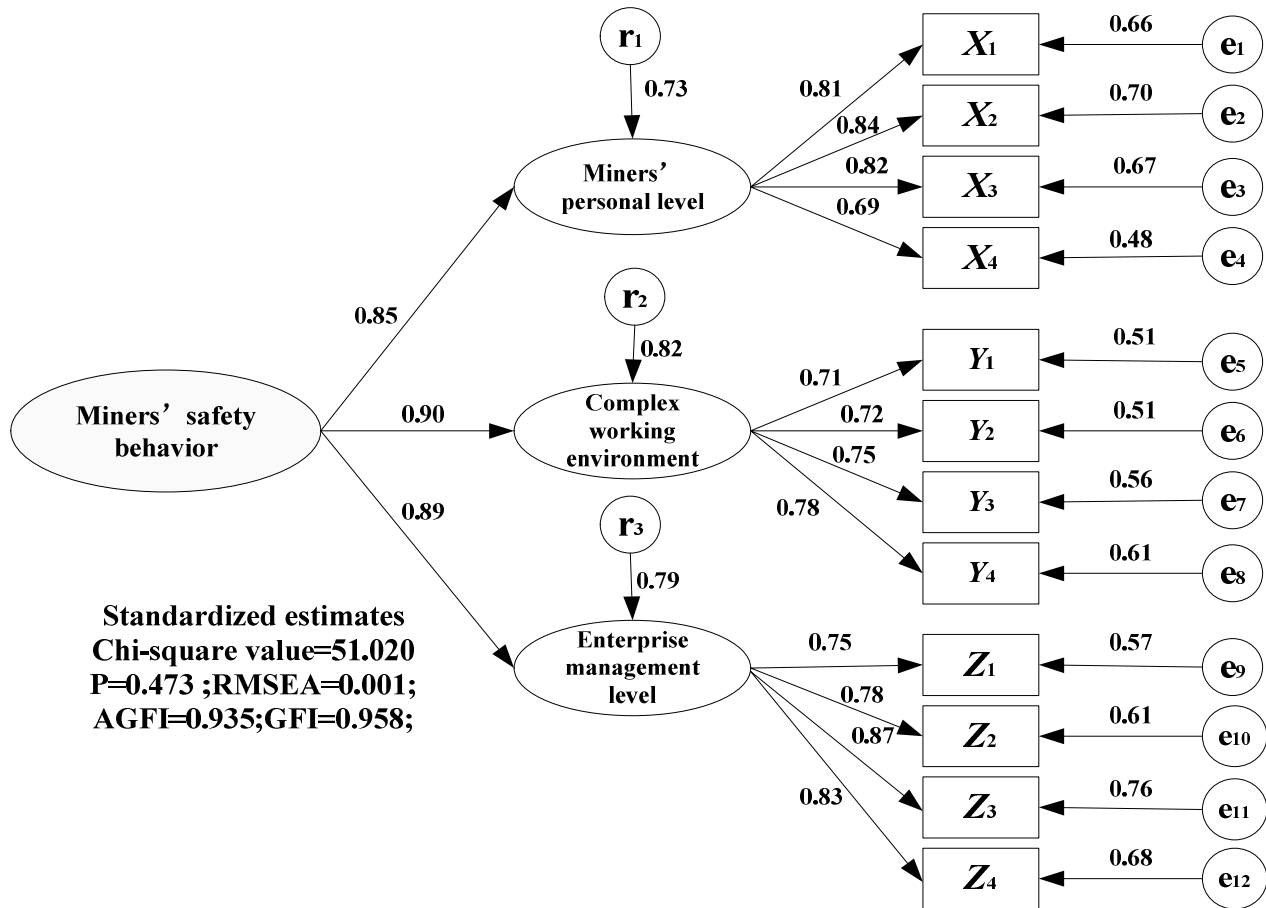 r1
0.73
Miners’
personal level
0.81
0.84
0.82
0.69
X1
X2
X3
X4
0.66
0.70
0.67
0.48
e1
e2
e3
e4
0.85
r2
0.82
Miners’ safety
behavior
0.90
Complex
working
environment
0.71
0.72
0.75
0.78
Y1
Y2
Y3
Y4
0.51
0.51
0.56
0.61
e5
e6
e7
e8
0.89
r3
0.79
Enterprise
management
level
0.75
0.78
0.87
0.83
Z1
Z2
Z3
Z4
0.57
0.61
0.76
0.68
e9
e10
e11
e12
Standardized estimates
Chi-square value=51.020
P=0.473 ;RMSEA=0.001;
AGFI=0.935;GFI=0.958;